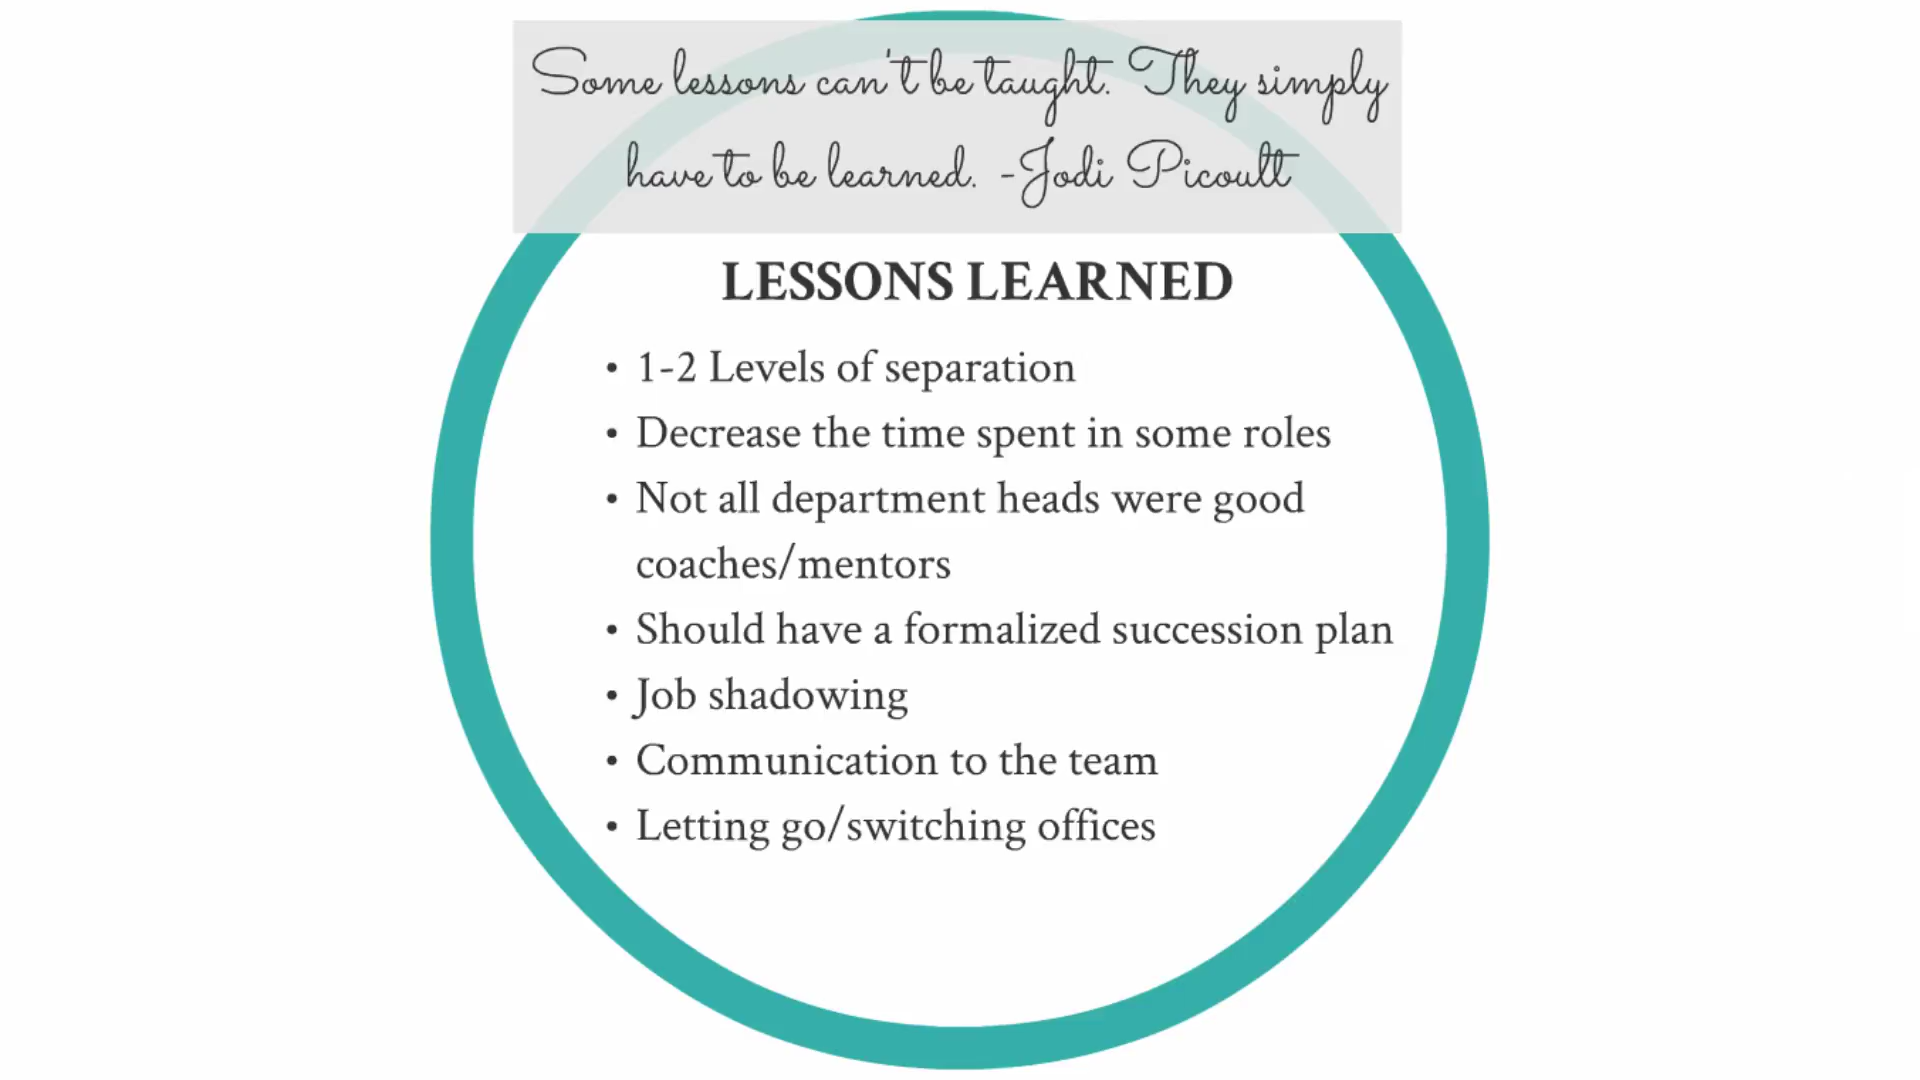 Some lessons can't be taught. They simply
have to be learned. -Jodi Picoult
LESSONS LEARNED
• 1-2 Levels of separation
• Decrease the time spent in some roles
• Not all department heads were good
coaches/mentors
• Should have a formalized succession plan
• Job shadowing
• Communication to the team
• Letting go/switching offices